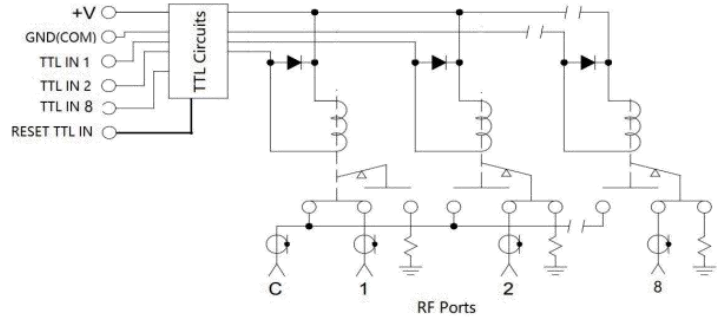 +V
GND(COM)
TTL IN 1
TTL IN 2
TTL IN 8
RESET TTL IN
TTL Circuits
C 1 2 8
RF Ports